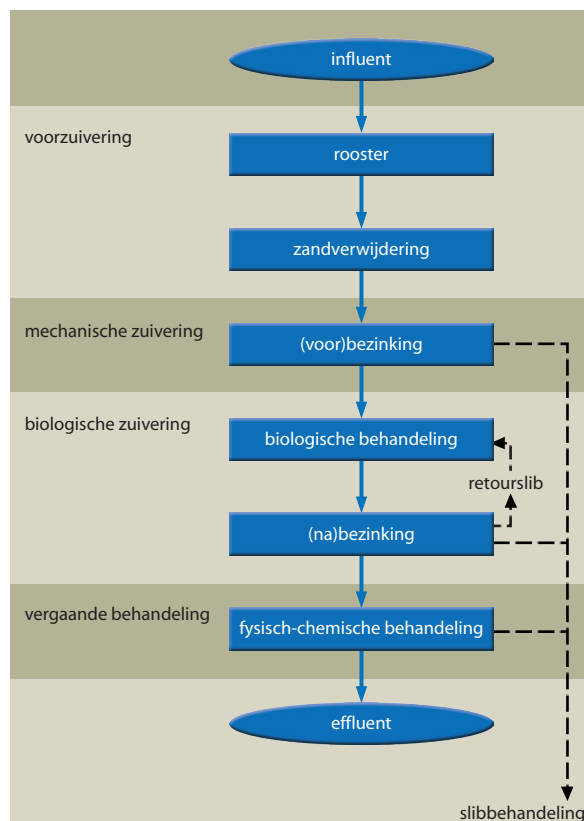 influent
voorzuivering
rooster
zandverwijdering
mechanische zuivering
(voor)bezinking
biologische zuivering
biologische behandeling
retourslib
(na)bezinking
vergaande behandeling
fysisch-chemische behandeling
effluent
slibbehandeling